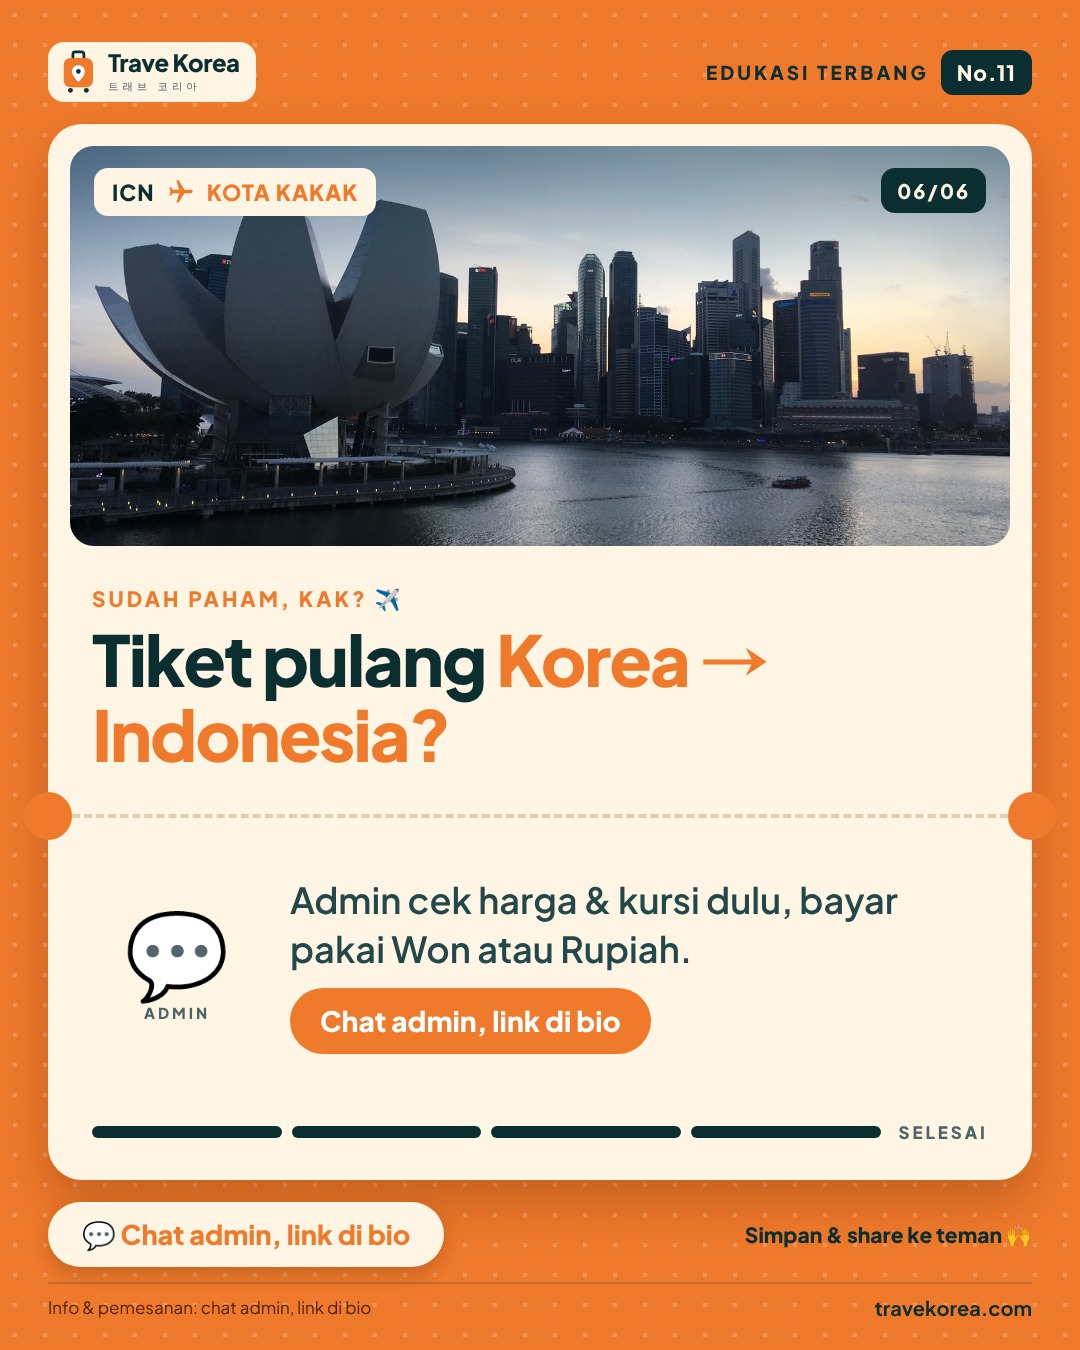 Trave Korea
트래브 코리아
EDUKASI TERBANG
No.11
ICN ✈ KOTA KAKAK
06/06
SUDAH PAHAM, KAK? ✈️
Tiket pulang Korea →
Indonesia?
Admin cek harga & kursi dulu, bayar
pakai Won atau Rupiah.
💬
ADMIN
Chat admin, link di bio
SELESAI
💬 Chat admin, link di bio
Simpan & share ke teman 🙌
Info & pemesanan: chat admin, link di bio
travekorea.com